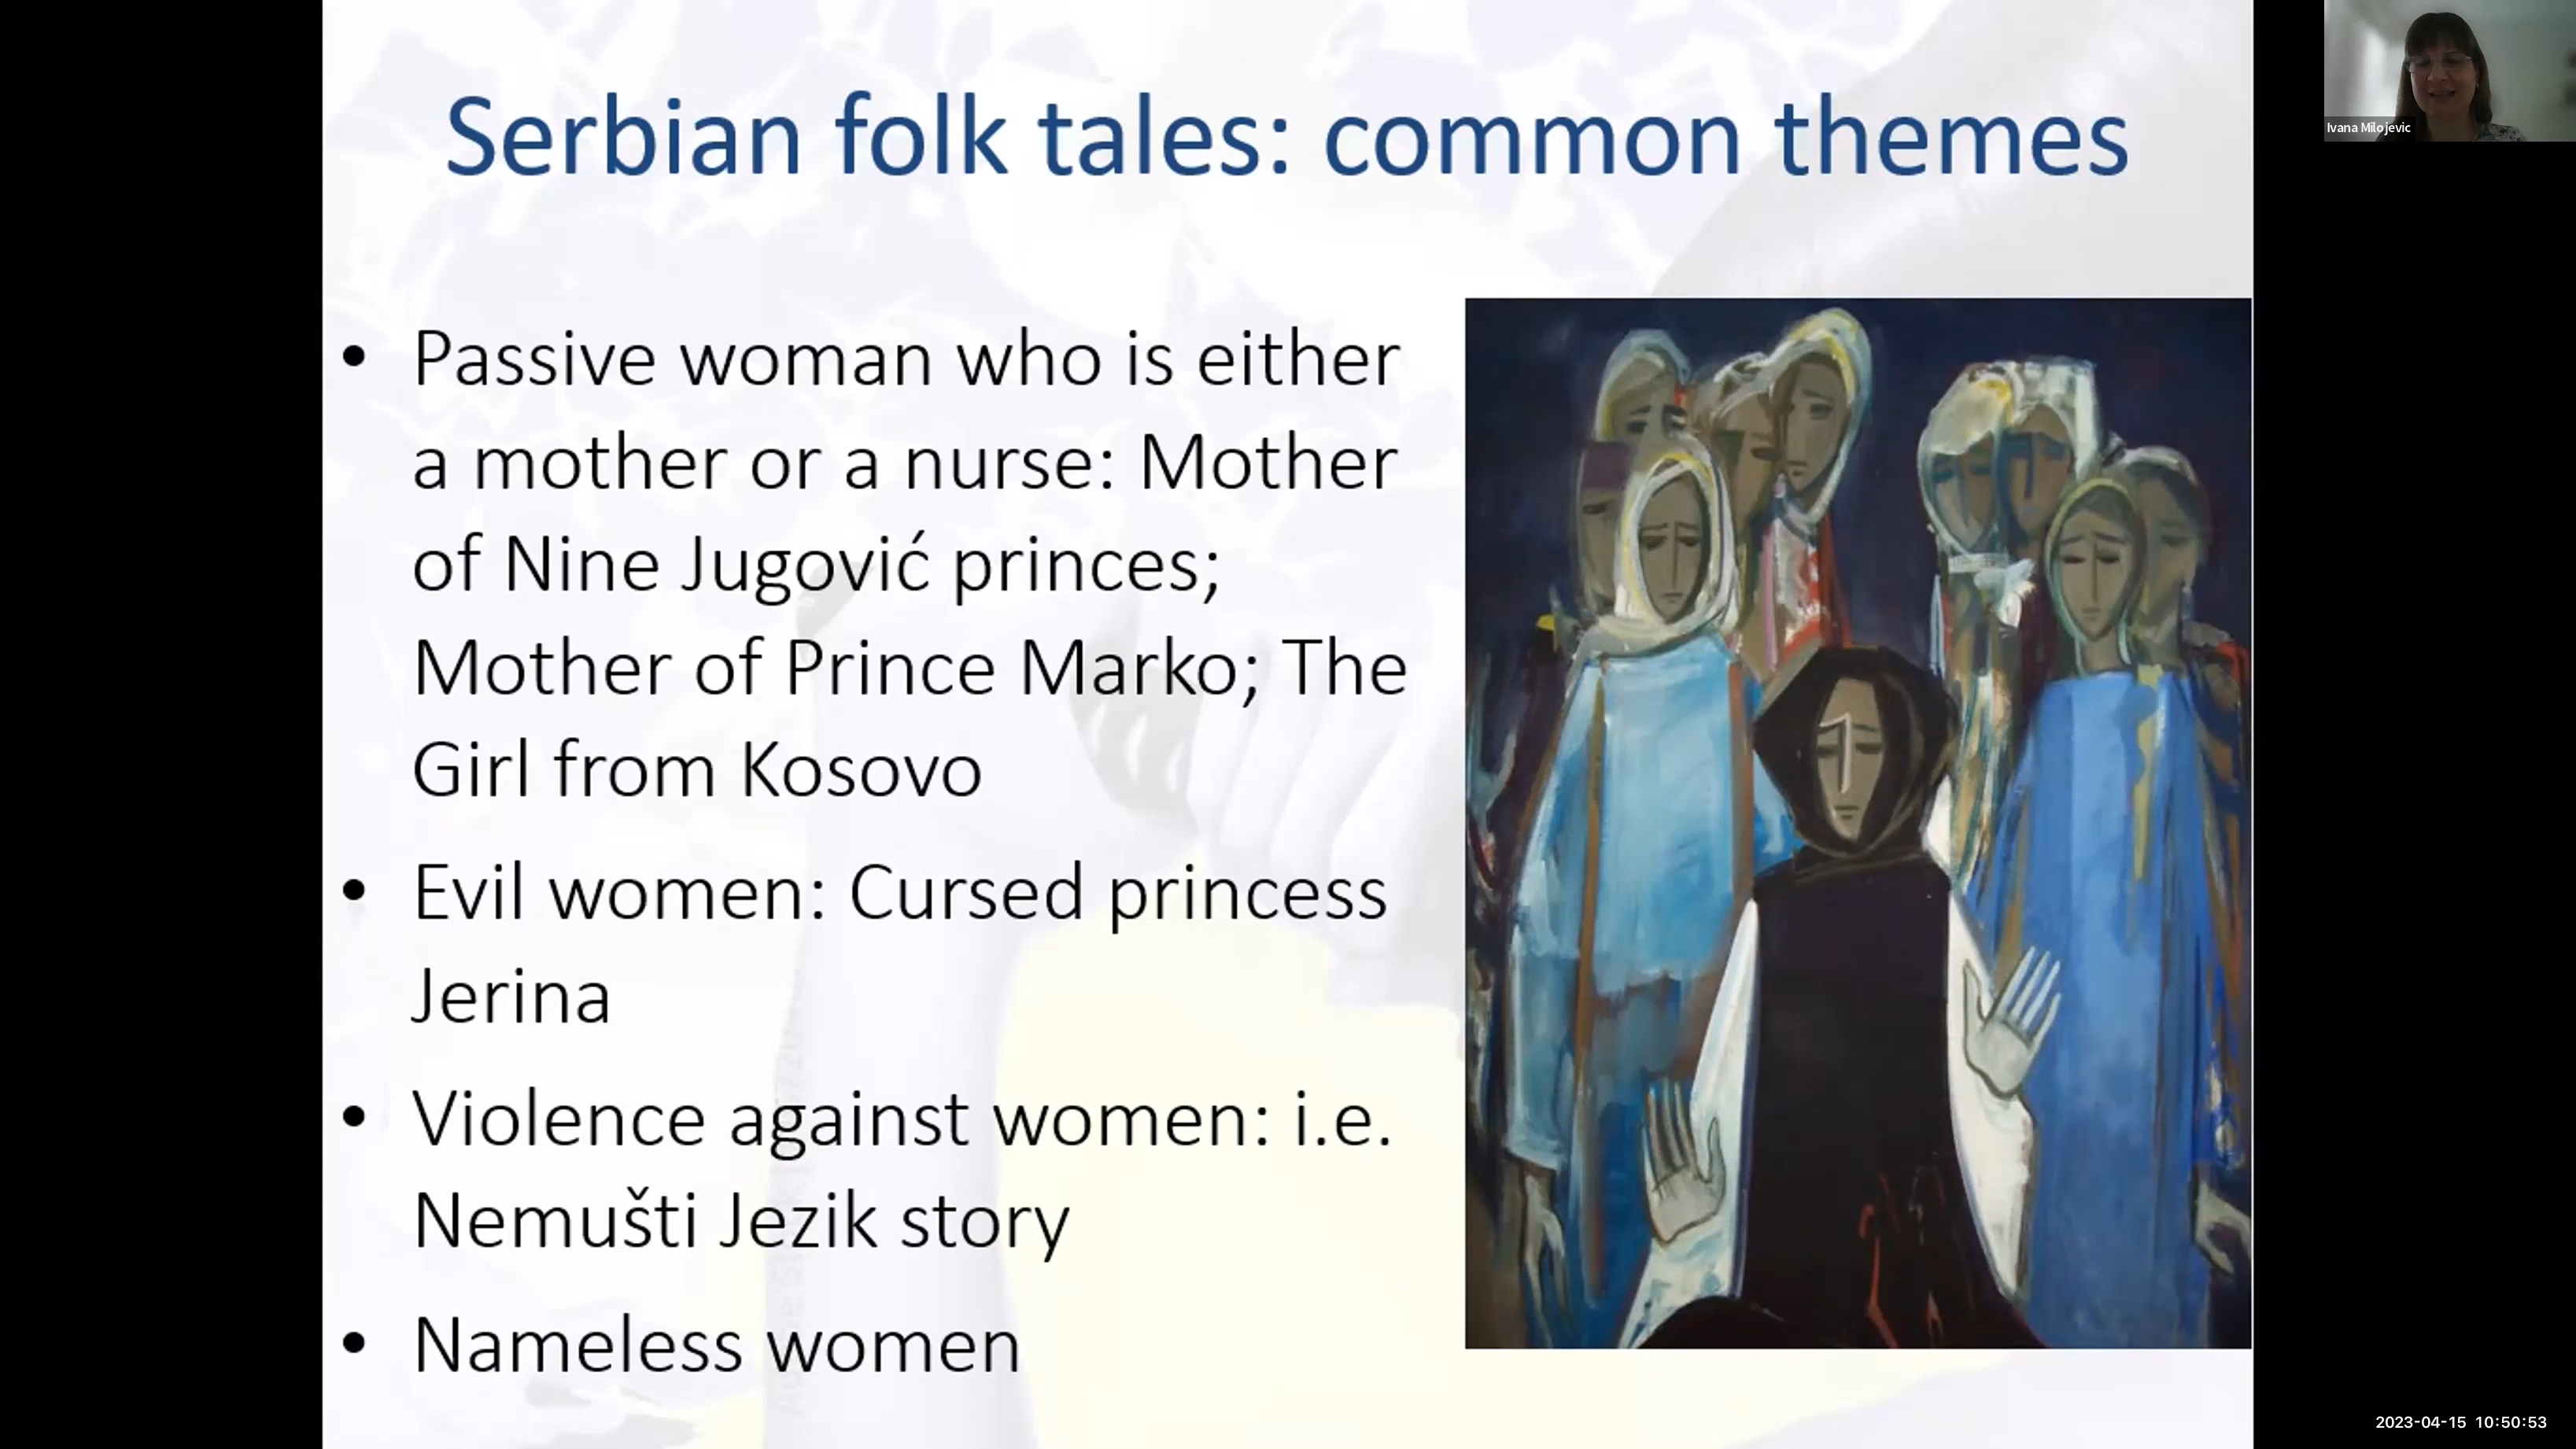 Serbian folk tales: common themes
• Passive woman who is either
a mother or a nurse: Mother
of Nine Jugović princes;
Mother of Prince Marko; The
Girl from Kosovo
• Evil women: Cursed princess
Jerina
• Violence against women: i.e.
Nemušti Jezik story
• Nameless women
Ivana Milojevic
2023-04-15 10:50:53